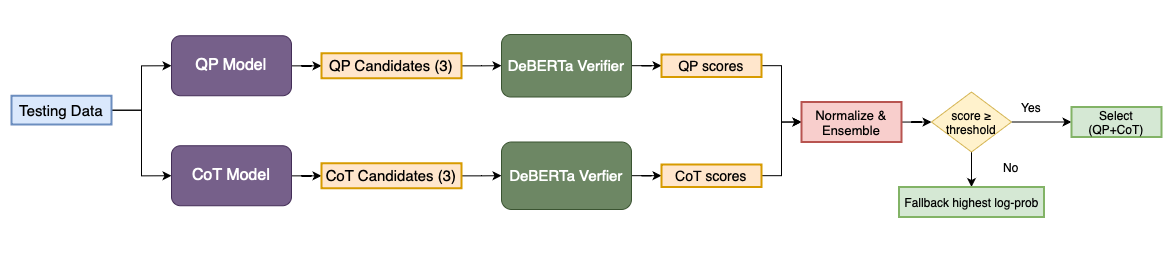 Testing Data
QP Model
QP Candidates (3)
DeBERTa Verifier
QP scores
CoT Model
CoT Candidates (3)
DeBERTa Verfier
CoT scores
Normalize &
Ensemble
score ≥
threshold
Yes
Select
(QP+CoT)
No
Fallback highest log-prob